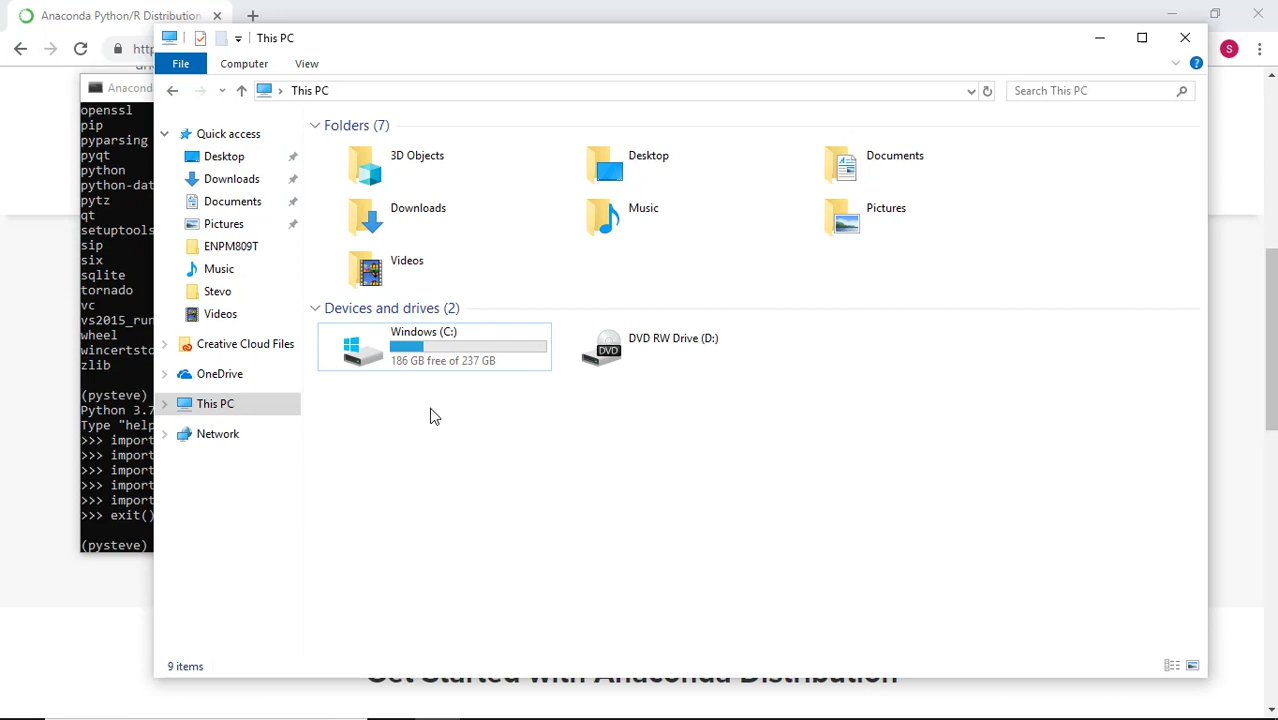 Anaconda Python/R Distribution
This PC
File Computer View
This PC
Search This PC
S
Anacond
openssl
pip
pyparsing
pyqt
python
python-dat
pytz
qt
setuptools
sip
six
sqlite
tornado
vc
vs2015_run
wheel
wincertsto
zlib
(pysteve)
Python 3.7
Type "help
>>> import
>>> import
>>> import
>>> import
>>> import
>>> exit()
(pysteve)
Quick access
Desktop
Downloads
Documents
Pictures
ENPM809T
Music
Stevo
Videos
Creative Cloud Files
OneDrive
This PC
Network
Folders (7)
3D Objects
Desktop
Documents
Downloads
Music
Pictures
Videos
Devices and drives (2)
Windows (C:)
186 GB free of 237 GB
DVD
DVD RW Drive (D:)
9 items
Get Started with Anaconda Distribution